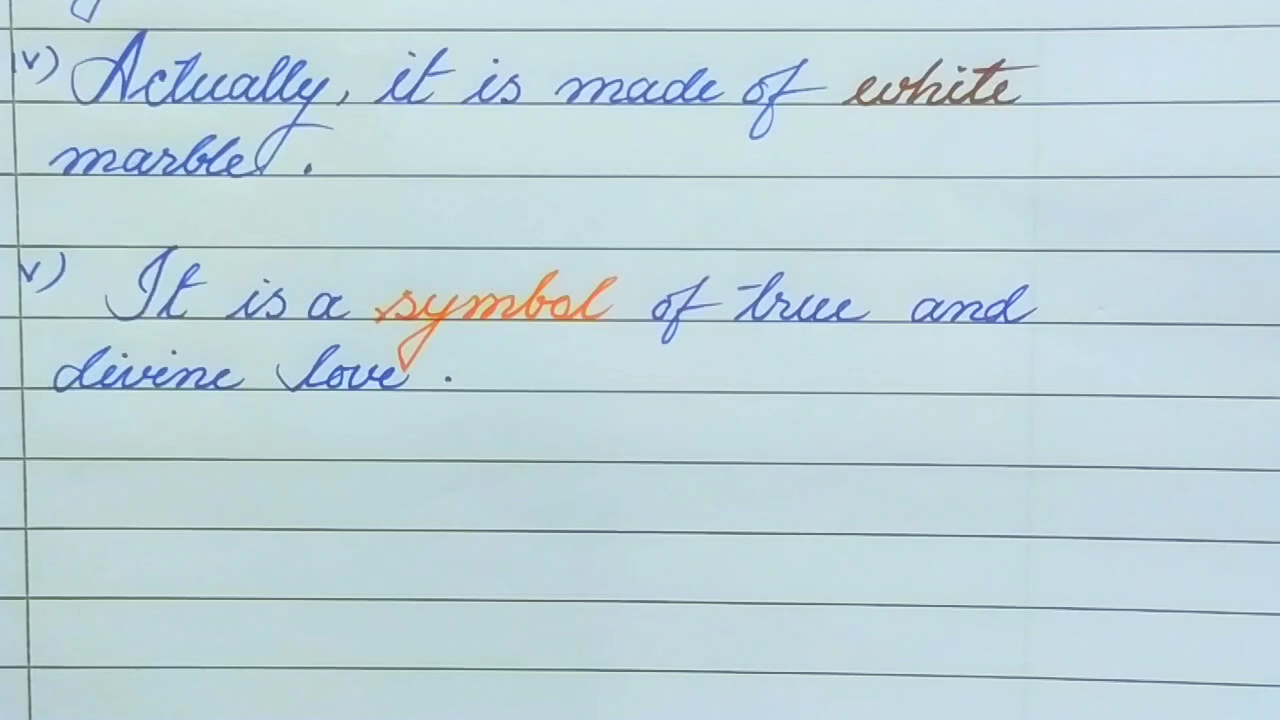 iv) Actually, it is made of white
marble.
v) It is a symbol of true and
divine love.